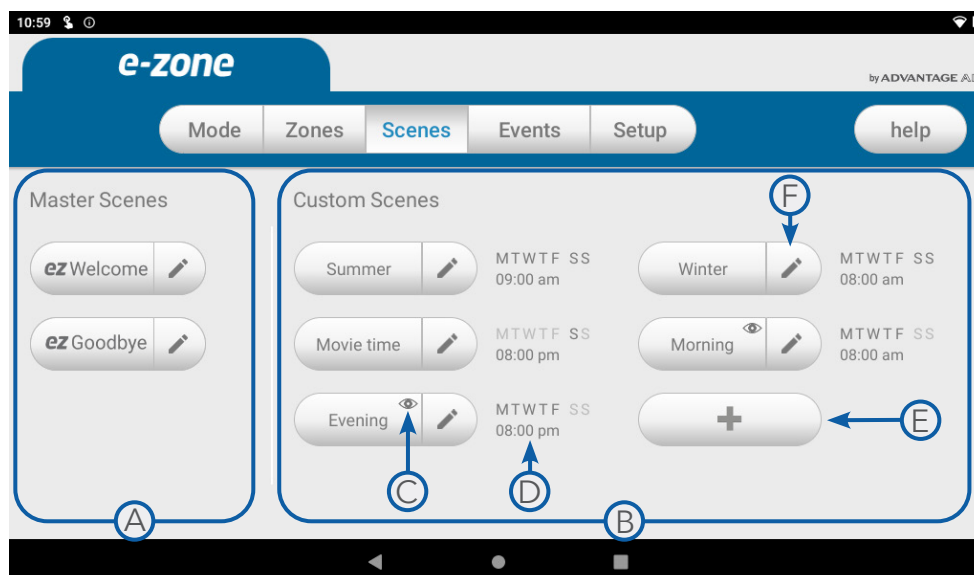 10:59
e-zone
by ADVANTAGE
Mode Zones Scenes Events Setup help
Master Scenes
ez Welcome
ez Goodbye
A
Custom Scenes
F
Summer MTWTF SS
09:00 am
Winter MTWTF SS
08:00 am
Movie time MTWTF SS
08:00 pm
Morning MTWTF SS
08:00 am
Evening MTWTF SS
08:00 pm
+
E
C
D
B